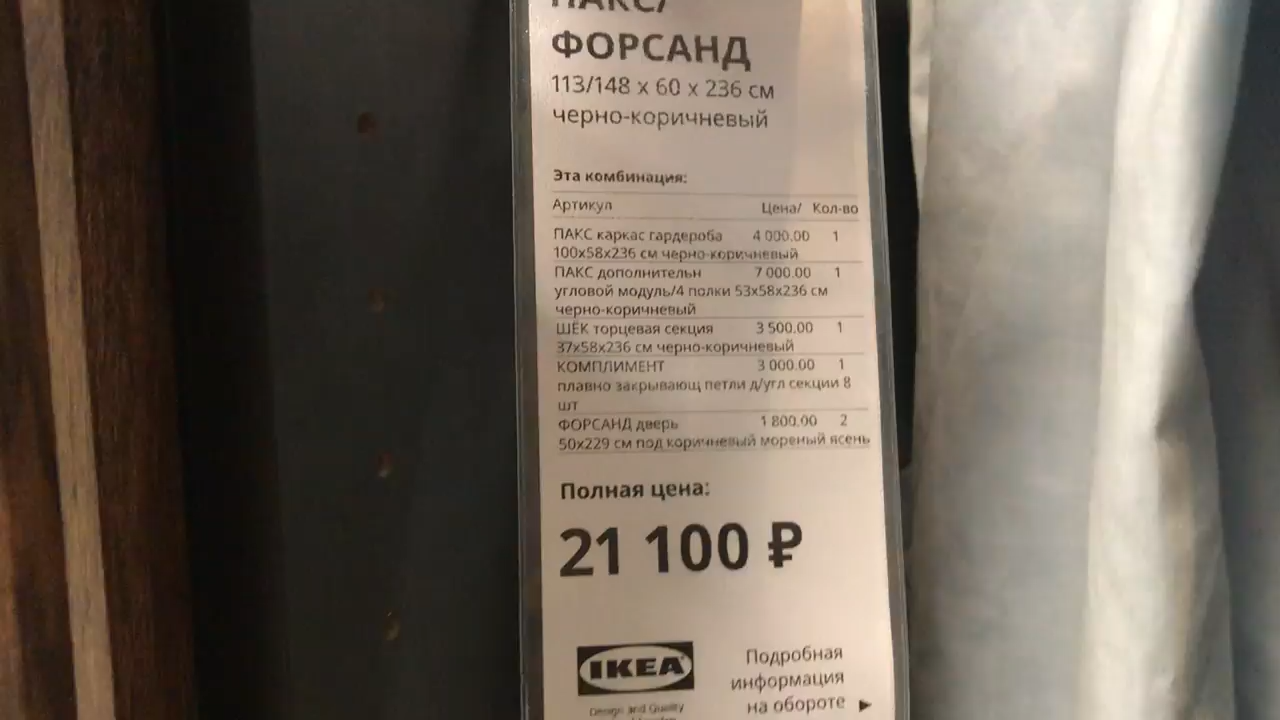 ПАКС/
ФОРСАНД
113/148 x 60 x 236 см
черно-коричневый
Эта комбинация:
Артикул Цена/ Кол-во
ПАКС каркас гардероба 4 000.00 1
100x58x236 см черно-коричневый
ПАКС дополнительн 7 000.00 1
угловой модуль/4 полки 53x58x236 см
черно-коричневый
ШЁК торцевая секция 3 500.00 1
37x58x236 см черно-коричневый
КОМПЛИМЕНТ 3 000.00 1
плавно закрывающ петли д/угл секции 8
шт
ФОРСАНД дверь 1 800.00 2
50x229 см под коричневый мореный ясень
Полная цена:
21 100 ₽
IKEA
Подробная
информация
на обороте
Design and Quality